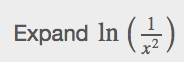 Expand ln (1/x²)